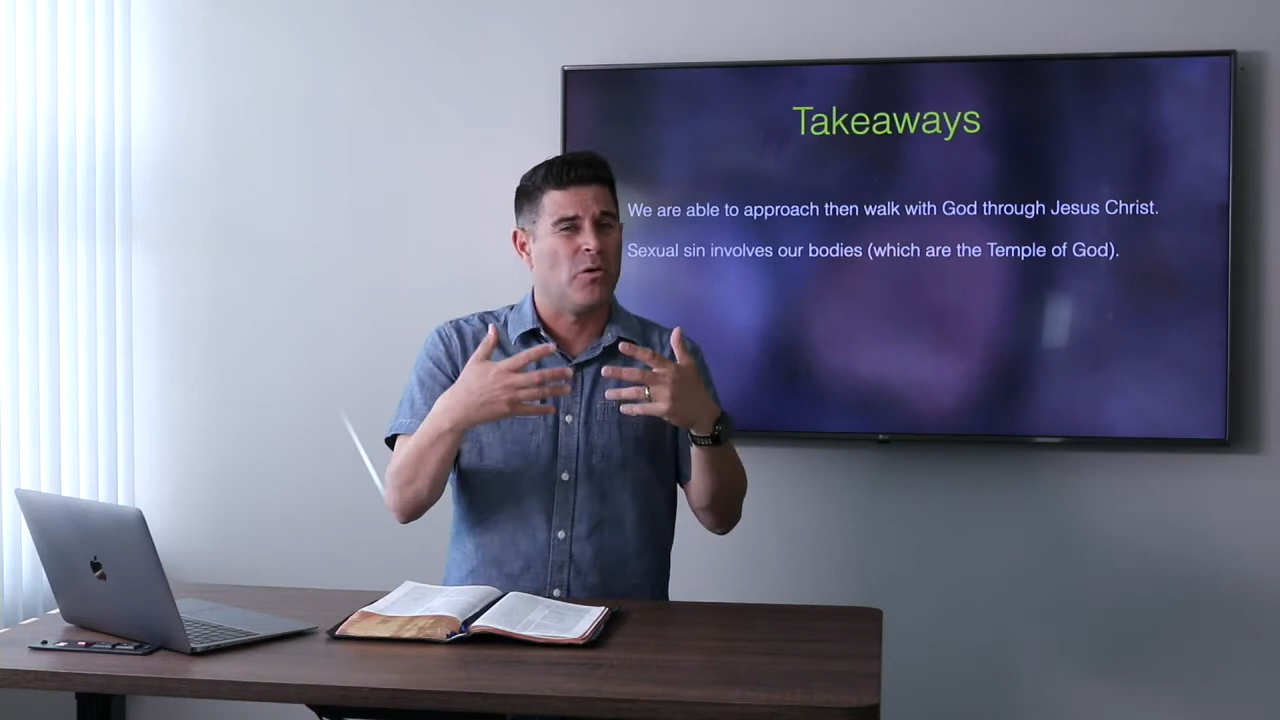 Takeaways
We are able to approach then walk with God through Jesus Christ.
Sexual sin involves our bodies (which are the Temple of God).